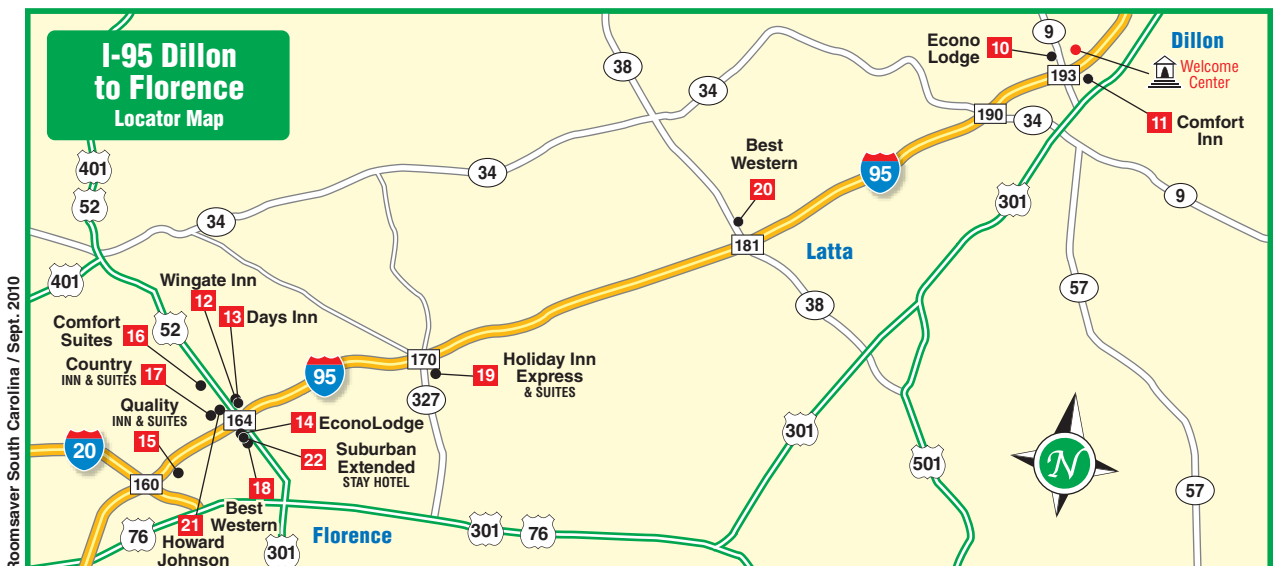 I-95 Dillon
to Florence
Locator Map
401
52
401
34
34
38
34
9
Econo
Lodge
10
193
Dillon
Welcome
Center
11 Comfort
Inn
190
34
9
Best
Western
20
95
301
181
Latta
38
57
Wingate Inn
12
13 Days Inn
52
Comfort
Suites
16
Country
INN & SUITES
17
Quality
INN & SUITES
15
20
160
164
95
170
327
19
Holiday Inn
Express
& SUITES
14 EconoLodge
22
Suburban
Extended
STAY HOTEL
18
Best
Western
21
Howard
Johnson
76
301
Florence
301
76
301
501
57
N
Roomsaver South Carolina / Sept. 2010